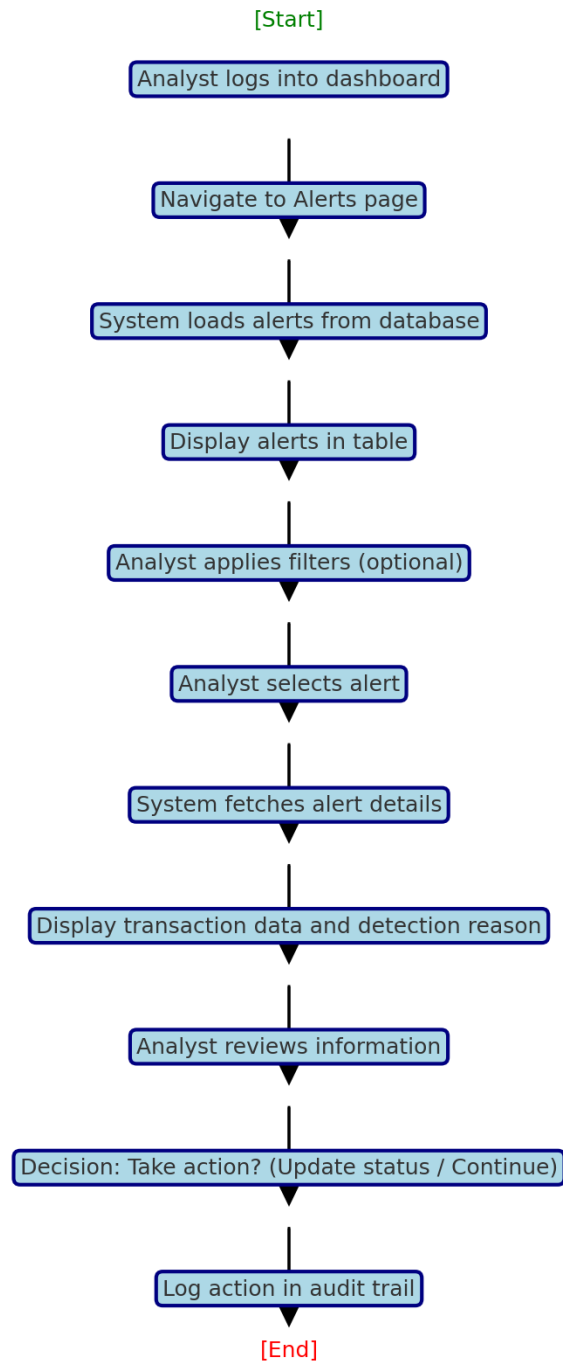 [Start]
Analyst logs into dashboard
Navigate to Alerts page
System loads alerts from database
Display alerts in table
Analyst applies filters (optional)
Analyst selects alert
System fetches alert details
Display transaction data and detection reason
Analyst reviews information
Decision: Take action? (Update status / Continue)
Log action in audit trail
[End]